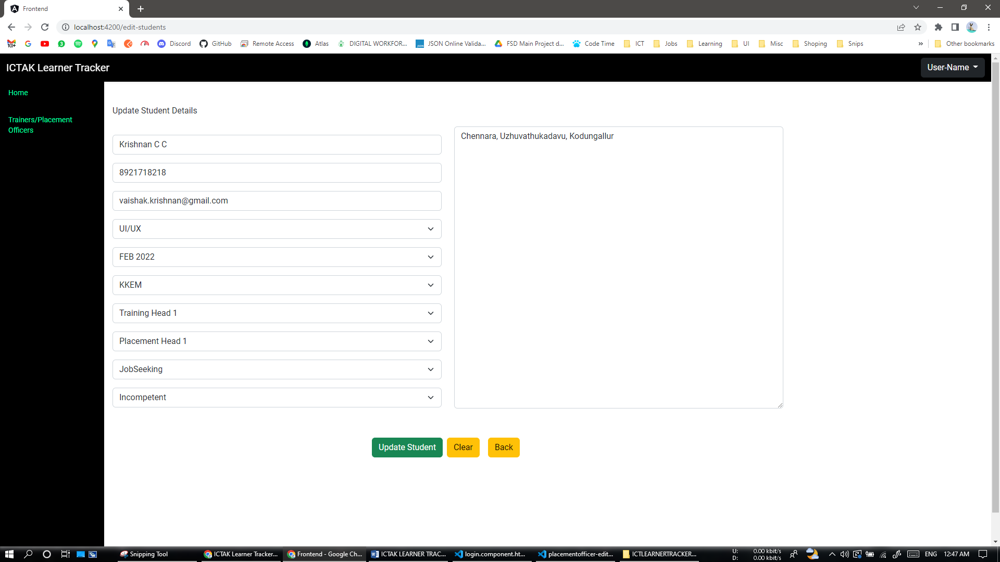 Frontend
localhost:4200/edit-students
100+
3
Discord
GitHub
Remote Access
Atlas
DIGITAL WORKFOR...
JSON Online Valida...
FSD Main Project d...
Code Time
ICT
Jobs
Learning
UI
Misc
Shoping
Snips
»
Other bookmarks
ICTAK Learner Tracker
User-Name
Home
Trainers/Placement
Officers
Update Student Details
Krishnan C C
8921718218
vaishak.krishnan@gmail.com
UI/UX
FEB 2022
KKEM
Training Head 1
Placement Head 1
JobSeeking
Incompetent
Chennara, Uzhuvathukadavu, Kodungallur
Update Student
Clear
Back
Snipping Tool
ICTAK Learner Tracker...
Frontend - Google Ch...
ICTAK LEARNER TRAC...
login.component.ht...
placementofficer-edit...
ICTLEARNERTRACKER...
U: 0.00 kbit/s
D: 0.00 kbit/s
ENG
12:47 AM